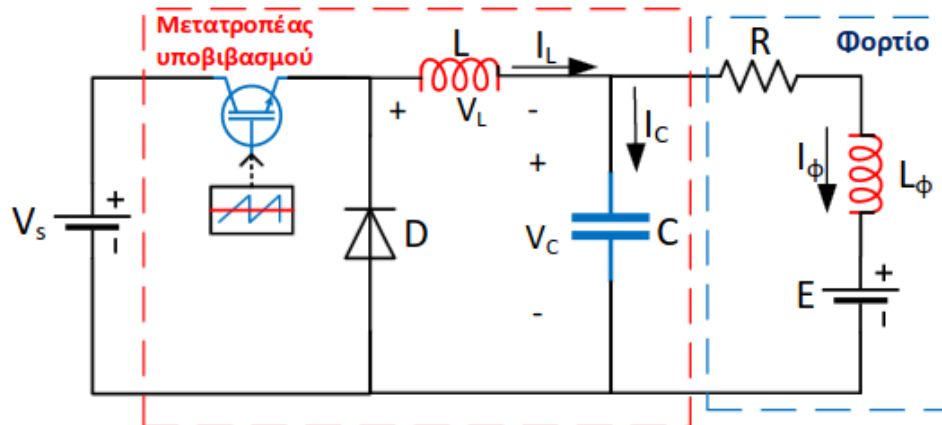 Μετατροπέας
υποβιβασμού
L
I_L
R
Φορτίο
+
V_L
-
I_C
I_φ
L_φ
V_s
+
-
D
+
V_C
-
C
E
+
-